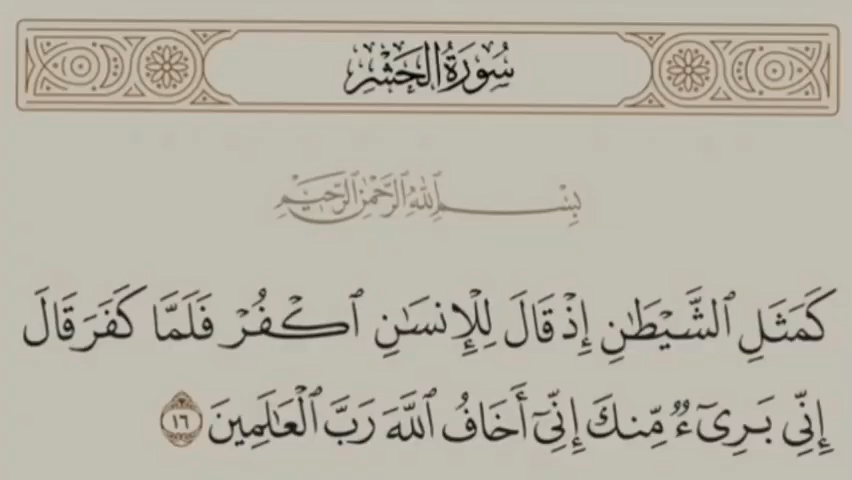 سُورَةُ الحَشْرِ
بِسْمِ ٱللَّهِ ٱلرَّحْمَٰنِ ٱلرَّحِيمِ
كَمَثَلِ ٱلشَّيْطَٰنِ إِذْ قَالَ لِلْإِنسَٰنِ ٱكْفُرْ فَلَمَّا كَفَرَ قَالَ
إِنِّى بَرِىٓءٌ مِّنكَ إِنِّىٓ أَخَافُ ٱللَّهَ رَبَّ ٱلْعَٰلَمِينَ ١٦